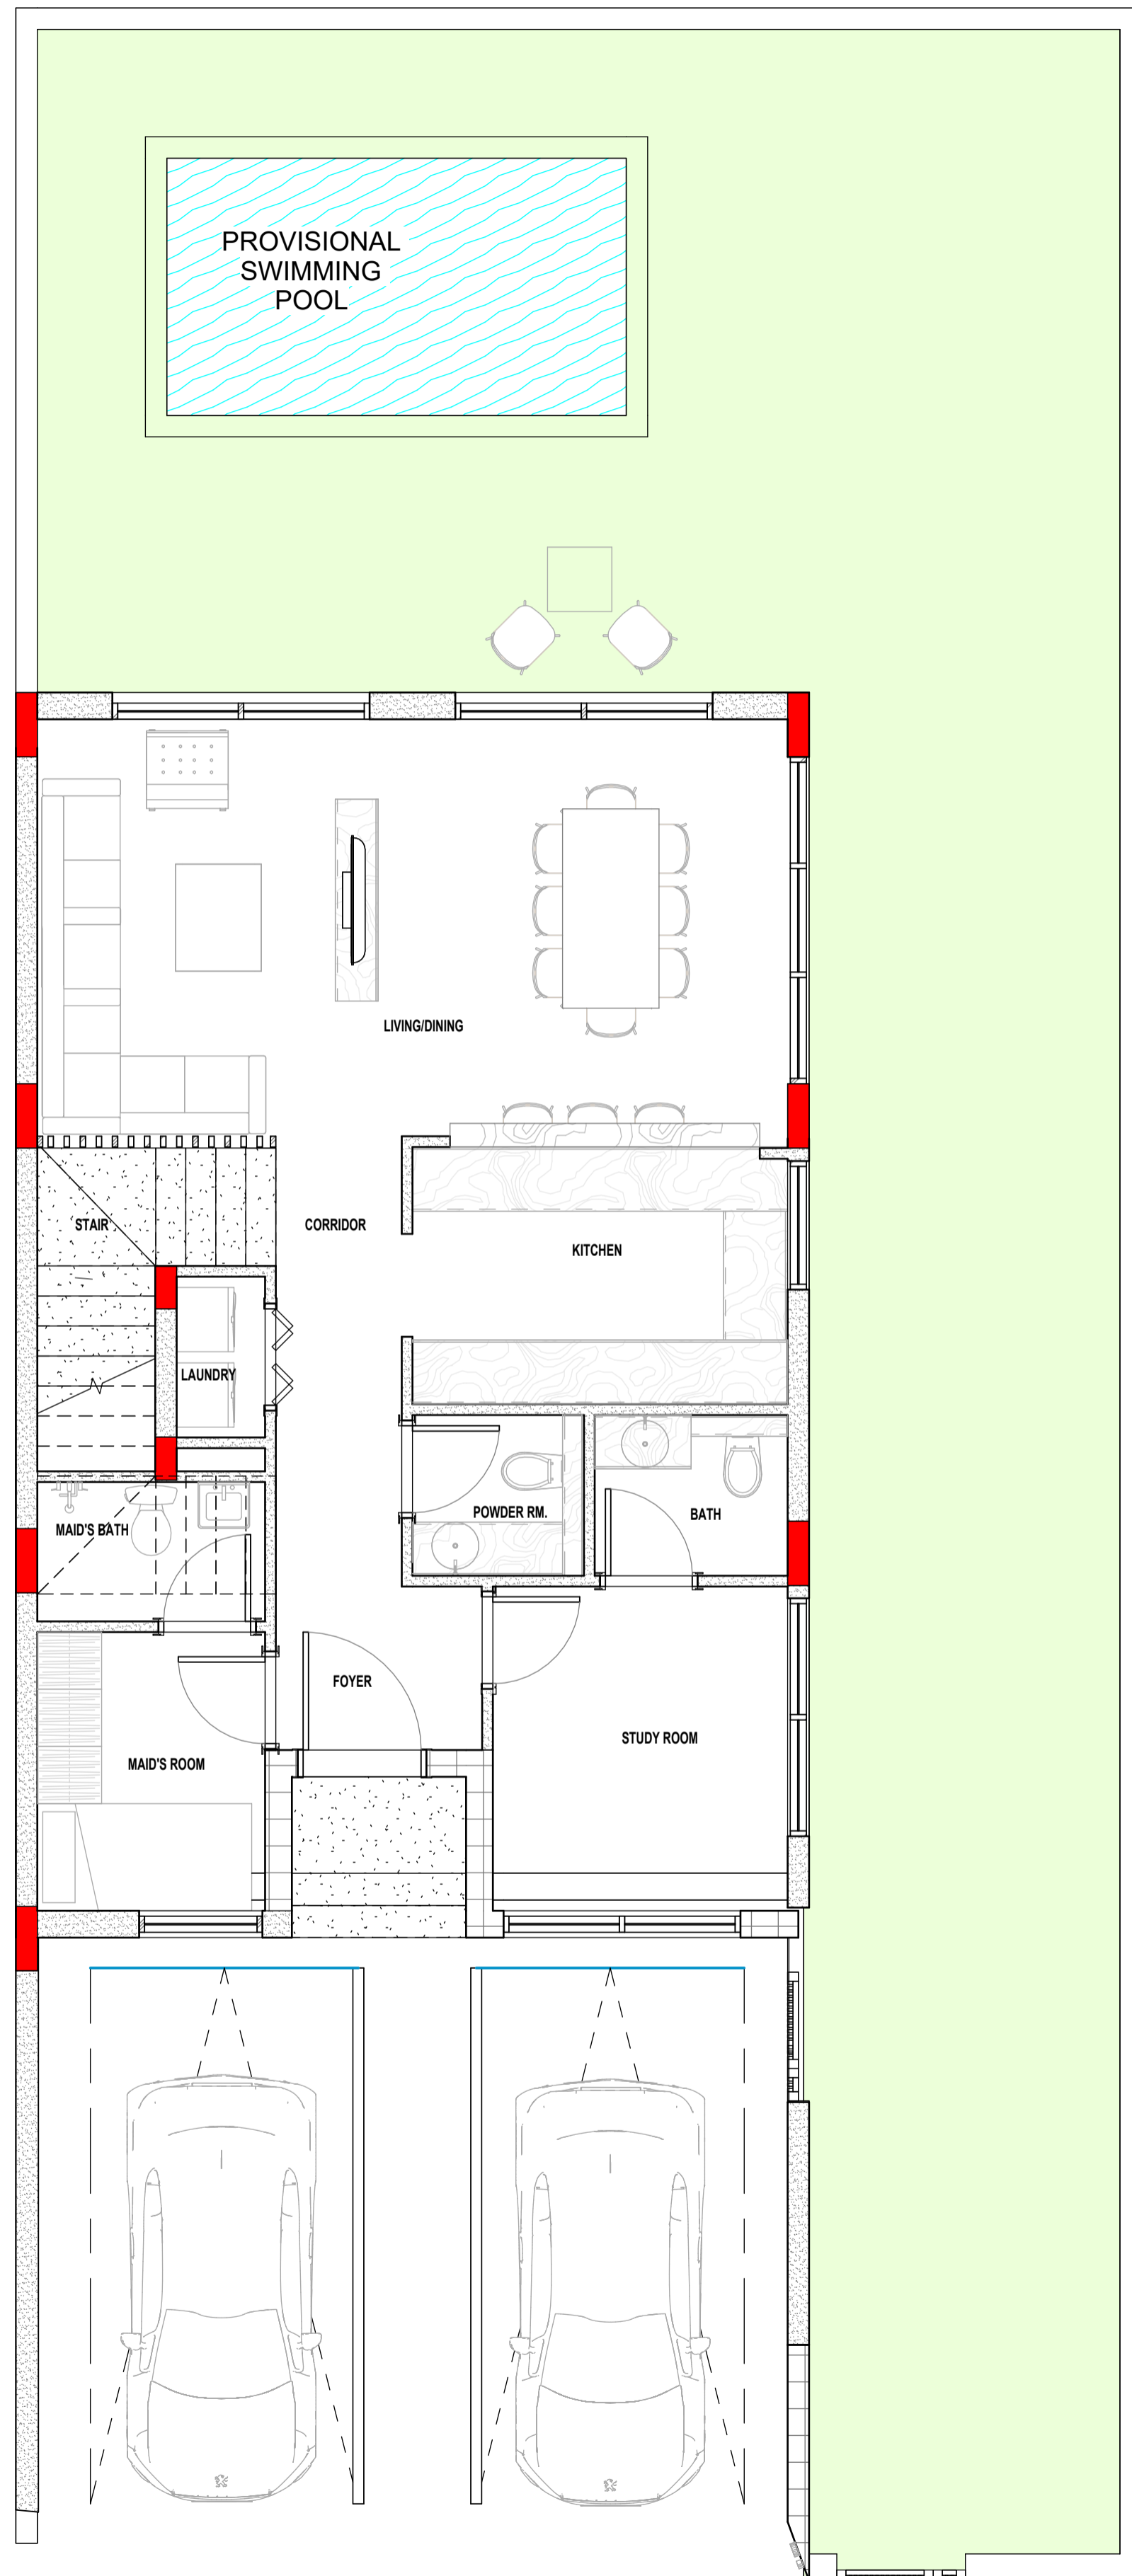 PROVISIONAL
SWIMMING
POOL
LIVING/DINING
STAIR
CORRIDOR
KITCHEN
LAUNDRY
POWDER RM.
BATH
MAID'S BATH
FOYER
STUDY ROOM
MAID'S ROOM